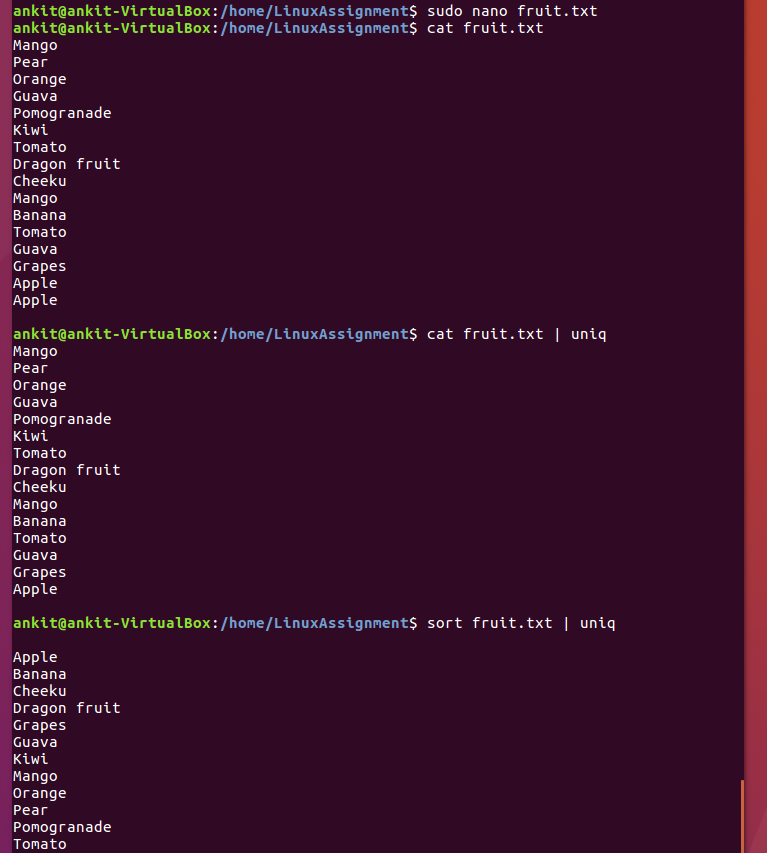 ankit@ankit-VirtualBox:/home/LinuxAssignment$ sudo nano fruit.txt
ankit@ankit-VirtualBox:/home/LinuxAssignment$ cat fruit.txt
Mango
Pear
Orange
Guava
Pomogranade
Kiwi
Tomato
Dragon fruit
Cheeku
Mango
Banana
Tomato
Guava
Grapes
Apple
Apple

ankit@ankit-VirtualBox:/home/LinuxAssignment$ cat fruit.txt | uniq
Mango
Pear
Orange
Guava
Pomogranade
Kiwi
Tomato
Dragon fruit
Cheeku
Mango
Banana
Tomato
Guava
Grapes
Apple

ankit@ankit-VirtualBox:/home/LinuxAssignment$ sort fruit.txt | uniq

Apple
Banana
Cheeku
Dragon fruit
Grapes
Guava
Kiwi
Mango
Orange
Pear
Pomogranade
Tomato